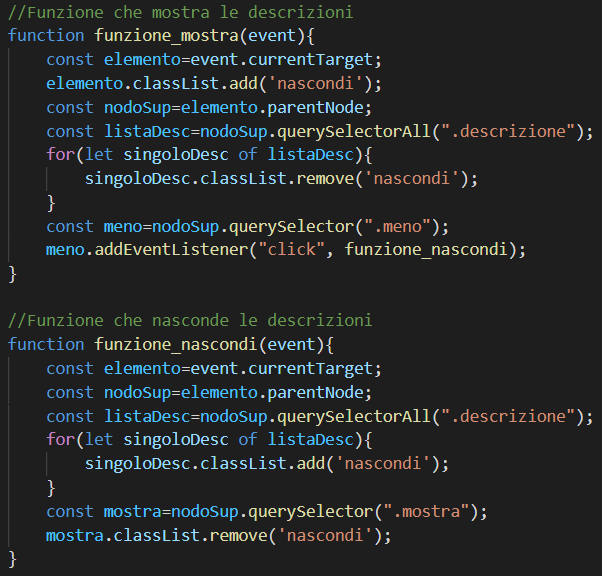 //Funzione che mostra le descrizioni
function funzione_mostra(event){
    const elemento=event.currentTarget;
    elemento.classList.add('nascondi');
    const nodoSup=elemento.parentNode;
    const listaDesc=nodoSup.querySelectorAll(".descrizione");
    for(let singoloDesc of listaDesc){
        singoloDesc.classList.remove('nascondi');
    }
    const meno=nodoSup.querySelector(".meno");
    meno.addEventListener("click", funzione_nascondi);
}

//Funzione che nasconde le descrizioni
function funzione_nascondi(event){
    const elemento=event.currentTarget;
    const nodoSup=elemento.parentNode;
    const listaDesc=nodoSup.querySelectorAll(".descrizione");
    for(let singoloDesc of listaDesc){
        singoloDesc.classList.add('nascondi');
    }
    const mostra=nodoSup.querySelector(".mostra");
    mostra.classList.remove('nascondi');
}